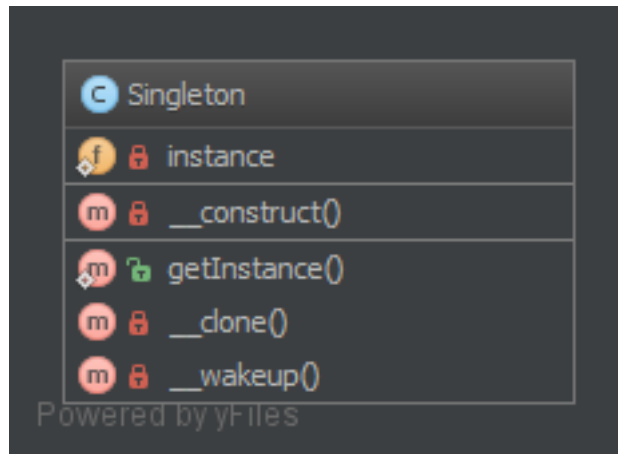 C Singleton
f instance
m __construct()
m getInstance()
m __clone()
m __wakeup()
Powered by yFiles